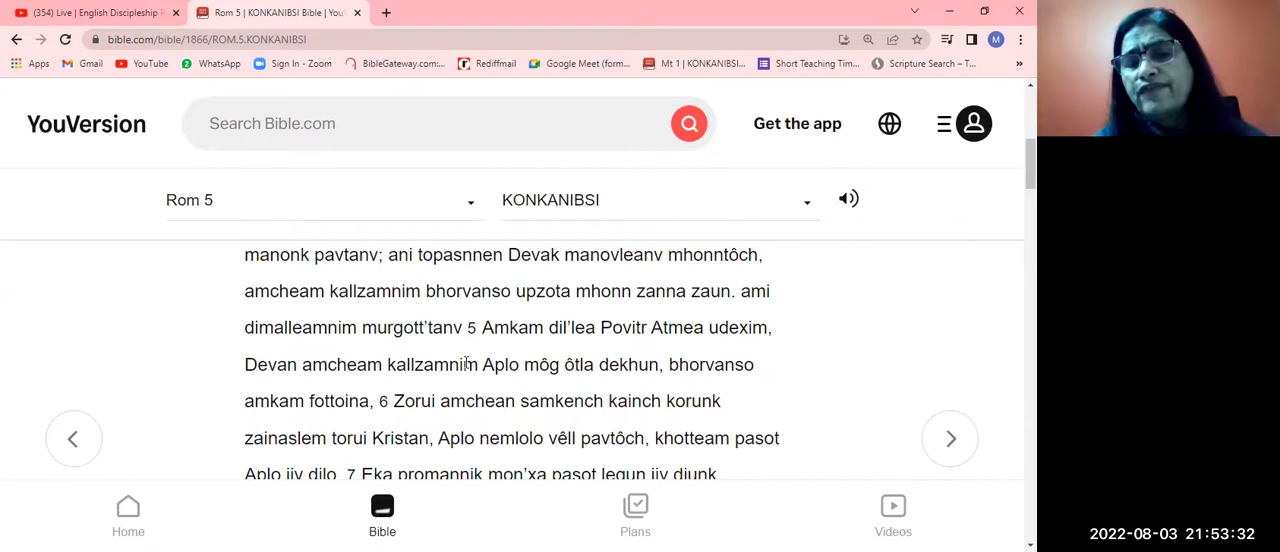 (354) Live | English Discipleship P
Rom 5 | KONKANIBSI Bible | You
bible.com/bible/1866/ROM.5.KONKANIBSI
M
Apps
Gmail
YouTube
2 WhatsApp
Sign In - Zoom
BibleGateway.com:...
Rediffmail
Google Meet (form...
Mt 1 | KONKANIBSI...
Short Teaching Tim...
Scripture Search – T...
»
YouVersion
Search Bible.com
Get the app
Rom 5
KONKANIBSI
manonk pavtanv; ani topasnnen Devak manovleanv mhonntôch,
amcheam kallzamnim bhorvanso upzota mhonn zanna zaun. ami
dimalleamnim murgott’tanv 5 Amkam dil’lea Povitr Atmea udexim,
Devan amcheam kallzamnim Aplo môg ôtla dekhun, bhorvanso
amkam fottoina, 6 Zorui amchean samkench kainch korunk
zainaslem torui Kristan, Aplo nemlolo vêll pavtôch, khotteam pasot
Aplo jiv dilo. 7 Eka promannik mon’xa pasot legun jiv diunk
Home
Bible
Plans
Videos
2022-08-03 21:53:32